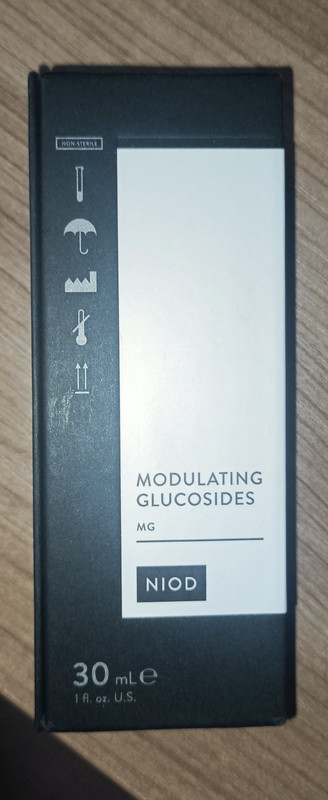 NON-STERILE
MODULATING
GLUCOSIDES
MG
NIOD
30 mL ℮
1 fl. oz. U.S.